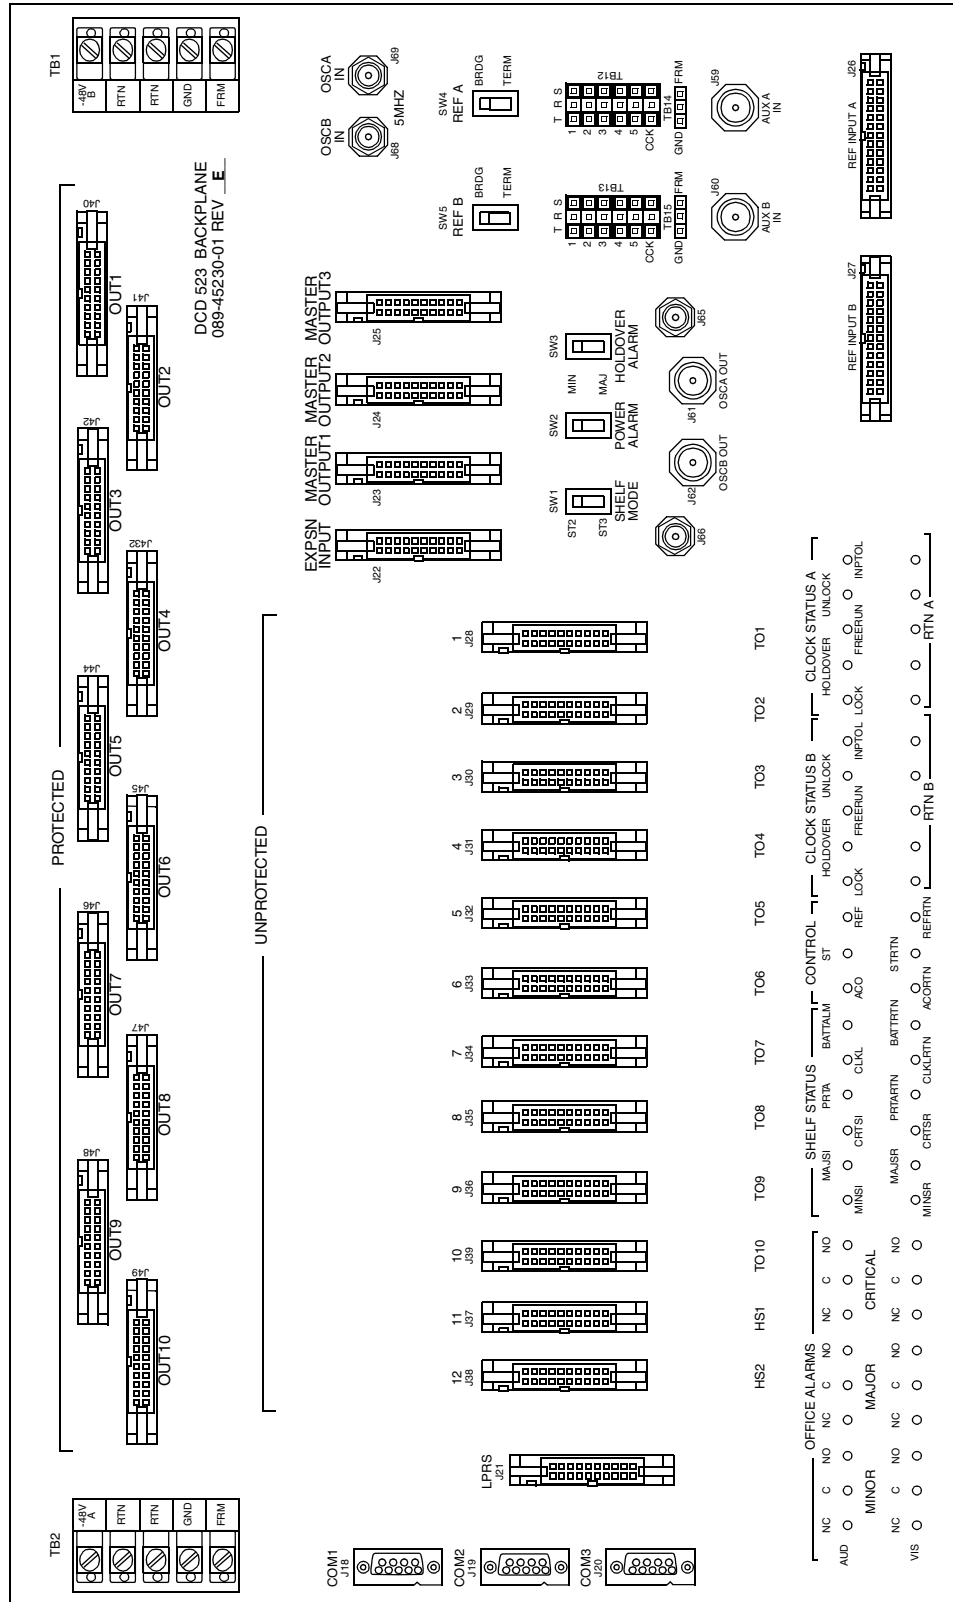 TB2
-48V
A
RTN
RTN
GND
FRM
PROTECTED
TB1
-48V
B
RTN
RTN
GND
FRM
J49
OUT10
J48
OUT9
J47
OUT8
J46
OUT7
J45
OUT6
J44
OUT5
J432
OUT4
J42
OUT3
J41
OUT2
J40
OUT1
DCD 523 BACKPLANE
089-45230-01 REV E
UNPROTECTED
COM1
J18
COM2
J19
COM3
J20
LPRS
J21
12
J38
11
J37
10
J39
9
J36
8
J35
7
J34
6
J33
5
J32
4
J31
3
J30
2
J29
1
J28
EXPSN
INPUT
J22
MASTER
OUTPUT1
J23
MASTER
OUTPUT2
J24
MASTER
OUTPUT3
J25
OSCB
IN
J68
OSCA
IN
J69
5MHZ
SW5
REF B
BRDG
TERM
SW4
REF A
BRDG
TERM
T R S
1
2
3
4
5
CCK
TB13
TB15
GND
FRM
T R S
1
2
3
4
5
CCK
TB12
TB14
GND
FRM
J60
AUX B
IN
J59
AUX A
IN
SW1
ST2
ST3
SHELF
MODE
SW2
POWER
ALARM
MIN
MAJ
SW3
HOLDOVER
ALARM
J66
J62
OSCB OUT
J61
OSCA OUT
J65
REF INPUT B
J27
REF INPUT A
J26
HS2
HS1
TO10
TO9
TO8
TO7
TO6
TO5
TO4
TO3
TO2
TO1
OFFICE ALARMS
SHELF STATUS
CONTROL
CLOCK STATUS B
CLOCK STATUS A
NC C NO NC C NO NC C NO
MAJSI PRTA BATTALM ST HOLDOVER UNLOCK HOLDOVER UNLOCK
AUD
MINSI CRTSI CLKL ACO REF LOCK FREERUN INPTOL LOCK FREERUN INPTOL
MINOR
MAJOR
CRITICAL
NC C NO NC C NO NC C NO
MAJSR PRTARTN BATTRTN STRTN
VIS
MINSR CRTSR CLKLRTN ACORTN REFRTN
RTN B
RTN A